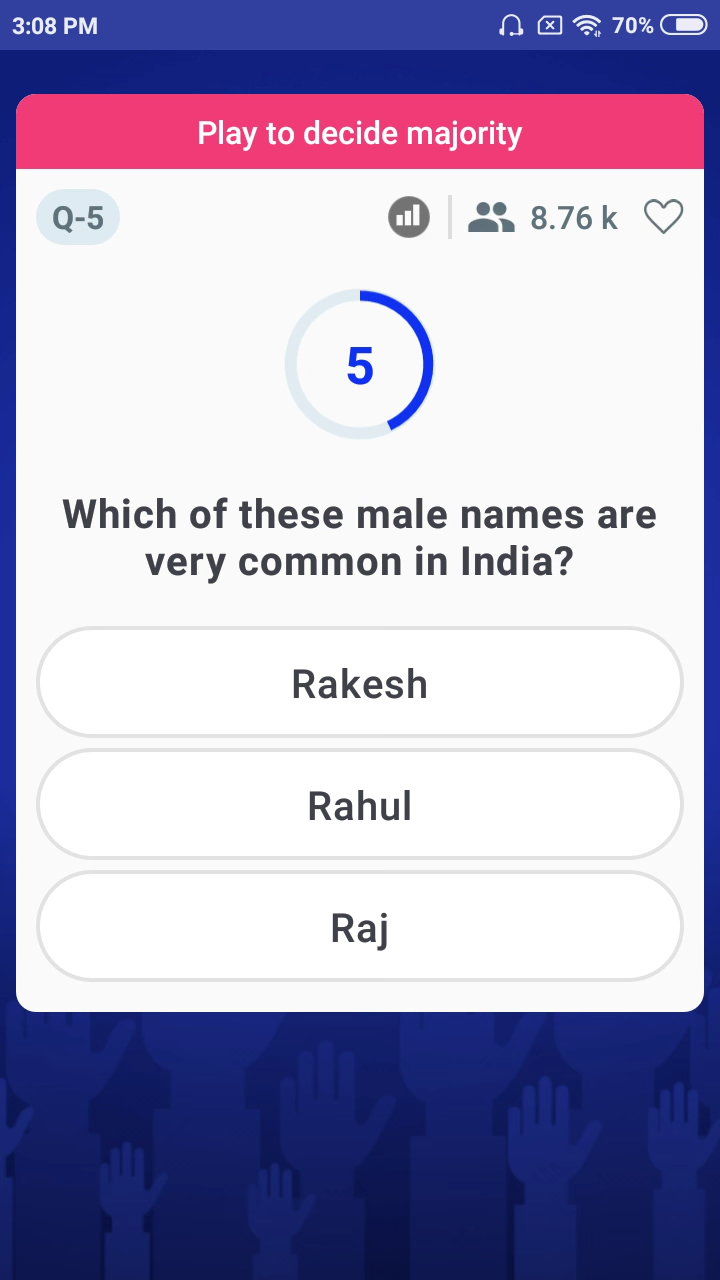 3:08 PM 70%
Play to decide majority
Q-5 8.76 k
5
Which of these male names are
very common in India?
Rakesh
Rahul
Raj